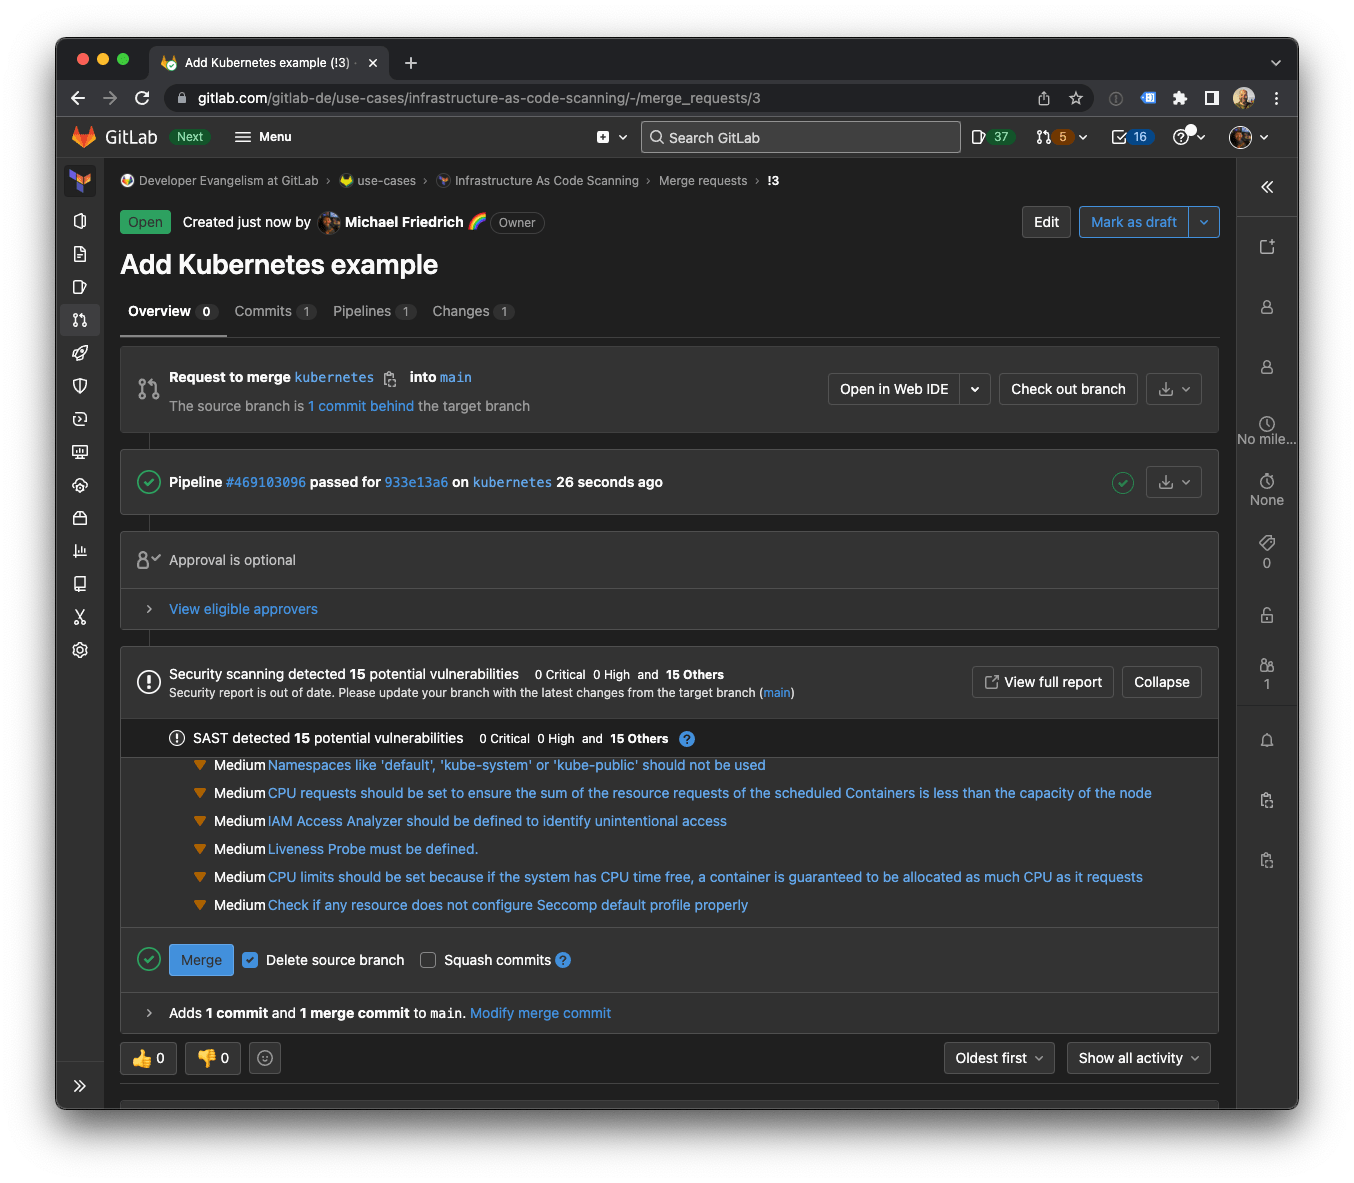 Add Kubernetes example (!3) ·
gitlab.com/gitlab-de/use-cases/infrastructure-as-code-scanning/-/merge_requests/3
GitLab Next Menu Search GitLab 37 5 16
Developer Evangelism at GitLab › use-cases › Infrastructure As Code Scanning › Merge requests › !3
Open Created just now by Michael Friedrich 🌈 Owner Edit Mark as draft
Add Kubernetes example
Overview 0 Commits 1 Pipelines 1 Changes 1
Request to merge kubernetes into main
The source branch is 1 commit behind the target branch
Open in Web IDE Check out branch
No mile...
Pipeline #469103096 passed for 933e13a6 on kubernetes 26 seconds ago
None
Approval is optional
0
View eligible approvers
Security scanning detected 15 potential vulnerabilities 0 Critical 0 High and 15 Others
Security report is out of date. Please update your branch with the latest changes from the target branch (main)
View full report Collapse
1
SAST detected 15 potential vulnerabilities 0 Critical 0 High and 15 Others ?
Medium Namespaces like 'default', 'kube-system' or 'kube-public' should not be used
Medium CPU requests should be set to ensure the sum of the resource requests of the scheduled Containers is less than the capacity of the node
Medium IAM Access Analyzer should be defined to identify unintentional access
Medium Liveness Probe must be defined.
Medium CPU limits should be set because if the system has CPU time free, a container is guaranteed to be allocated as much CPU as it requests
Medium Check if any resource does not configure Seccomp default profile properly
Merge Delete source branch Squash commits ?
Adds 1 commit and 1 merge commit to main. Modify merge commit
👍 0 👎 0 Oldest first Show all activity